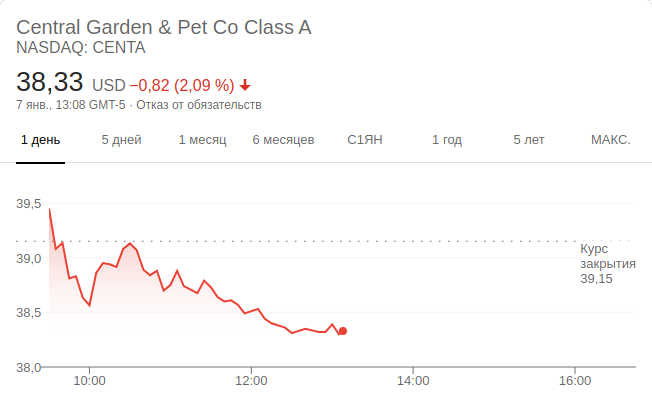 Central Garden & Pet Co Class A
NASDAQ: CENTA
38,33 USD −0,82 (2,09 %)
7 янв., 13:08 GMT-5 · Отказ от обязательств
1 день 5 дней 1 месяц 6 месяцев С1ЯН 1 год 5 лет МАКС.
39,5
39,0
38,5
38,0
Курс
закрытия
39,15
10:00 12:00 14:00 16:00